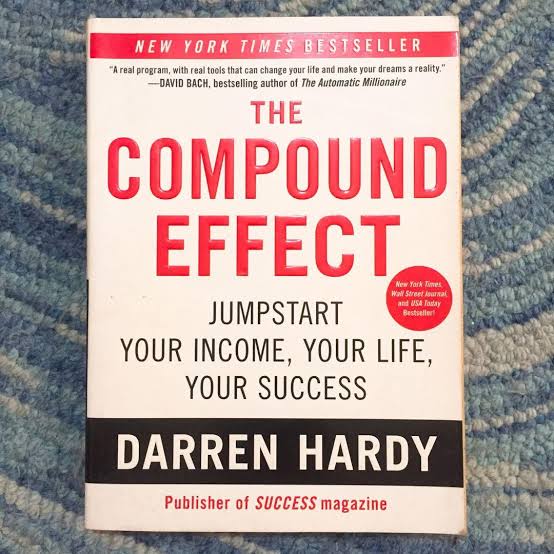 NEW YORK TIMES BESTSELLER
"A real program, with real tools that can change your life and make your dreams a reality."
—DAVID BACH, bestselling author of The Automatic Millionaire
THE
COMPOUND
EFFECT
New York Times,
Wall Street Journal,
and USA Today
Bestseller!
JUMPSTART
YOUR INCOME, YOUR LIFE,
YOUR SUCCESS
DARREN HARDY
Publisher of SUCCESS magazine